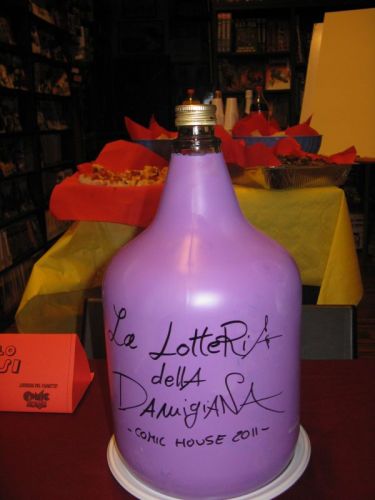 La LotteRiA
dellA
DAMigiANA
-COMIC HOUSE 2011-